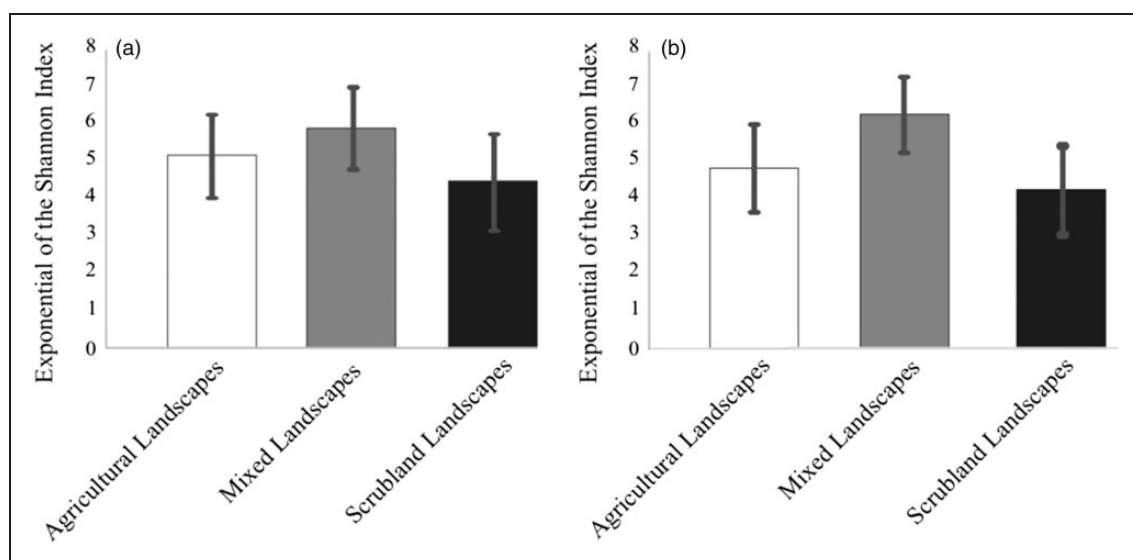 (a)
Exponential of the Shannon Index
8
7
6
5
4
3
2
1
0
Agricultural Landscapes
Mixed Landscapes
Scrubland Landscapes
(b)
Exponential of the Shannon Index
8
7
6
5
4
3
2
1
0
Agricultural Landscapes
Mixed Landscapes
Scrubland Landscapes